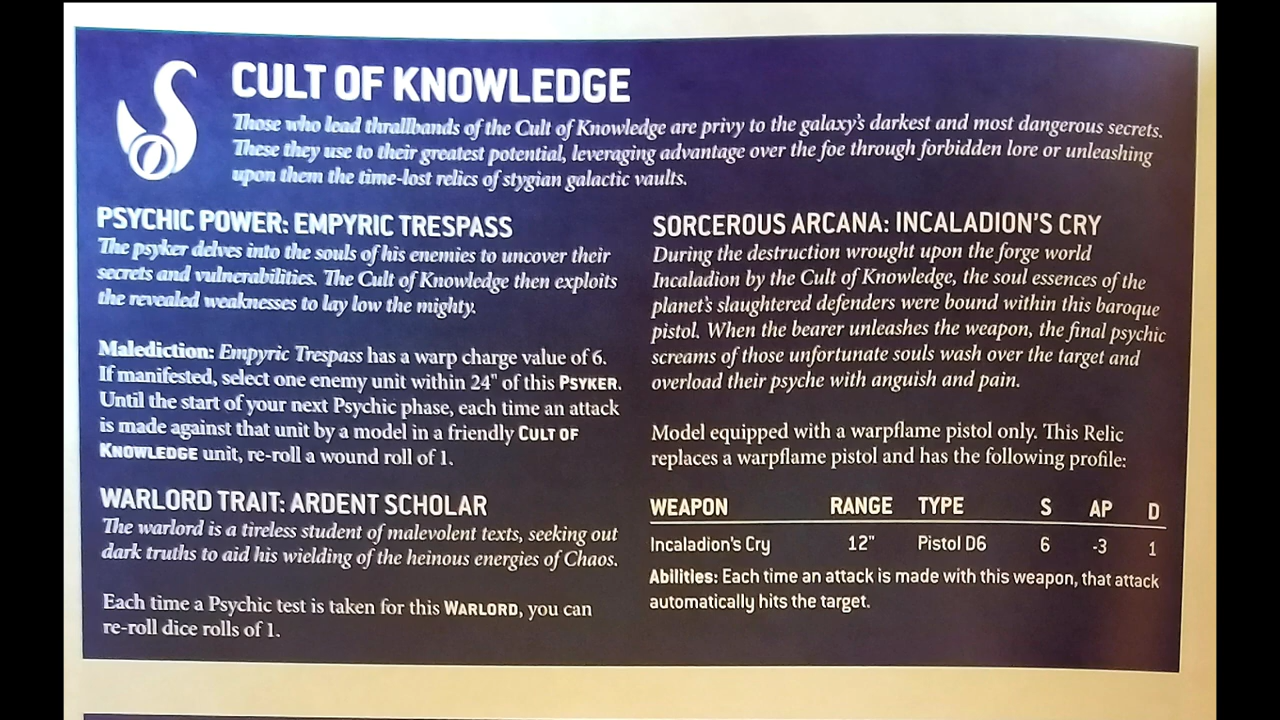 CULT OF KNOWLEDGE
Those who lead thrallbands of the Cult of Knowledge are privy to the galaxy's darkest and most dangerous secrets.
These they use to their greatest potential, leveraging advantage over the foe through forbidden lore or unleashing
upon them the time-lost relics of stygian galactic vaults.
PSYCHIC POWER: EMPYRIC TRESPASS
The psyker delves into the souls of his enemies to uncover their
secrets and vulnerabilities. The Cult of Knowledge then exploits
the revealed weaknesses to lay low the mighty.
Malediction: Empyric Trespass has a warp charge value of 6.
If manifested, select one enemy unit within 24" of this PSYKER.
Until the start of your next Psychic phase, each time an attack
is made against that unit by a model in a friendly CULT OF
KNOWLEDGE unit, re-roll a wound roll of 1.
WARLORD TRAIT: ARDENT SCHOLAR
The warlord is a tireless student of malevolent texts, seeking out
dark truths to aid his wielding of the heinous energies of Chaos.
Each time a Psychic test is taken for this WARLORD, you can
re-roll dice rolls of 1.
SORCEROUS ARCANA: INCALADION'S CRY
During the destruction wrought upon the forge world
Incaladion by the Cult of Knowledge, the soul essences of the
planet's slaughtered defenders were bound within this baroque
pistol. When the bearer unleashes the weapon, the final psychic
screams of those unfortunate souls wash over the target and
overload their psyche with anguish and pain.
Model equipped with a warpflame pistol only. This Relic
replaces a warpflame pistol and has the following profile:
WEAPON RANGE TYPE S AP D
Incaladion's Cry 12" Pistol D6 6 -3 1
Abilities: Each time an attack is made with this weapon, that attack
automatically hits the target.